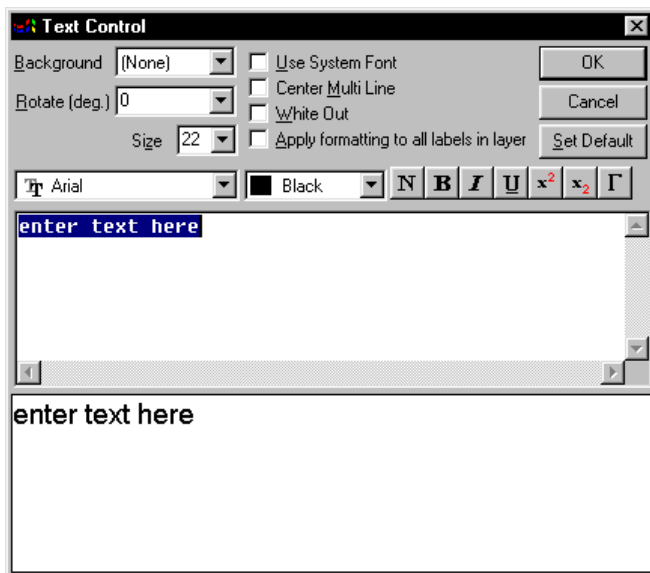 Text Control
Background (None)
Rotate (deg.) 0
Size 22
Use System Font
Center Multi Line
White Out
Apply formatting to all labels in layer
OK
Cancel
Set Default
Arial Black N B I U x² x₂ Γ
enter text here
enter text here